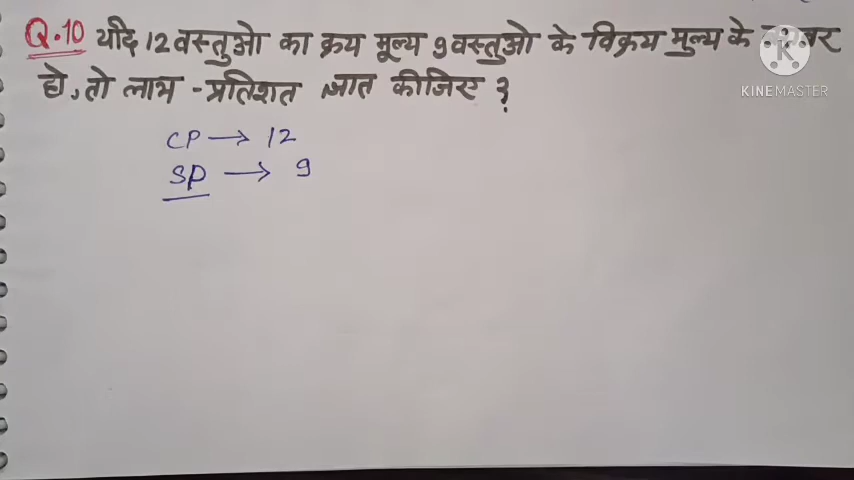 Q.10 यदि 12 वस्तुओ का क्रय मूल्य 9 वस्तुओ के विक्रय मुल्य के
हो, तो लाभ - प्रतिशत ज्ञात कीजिए ?
CP → 12
SP → 9
K
KINEMASTER